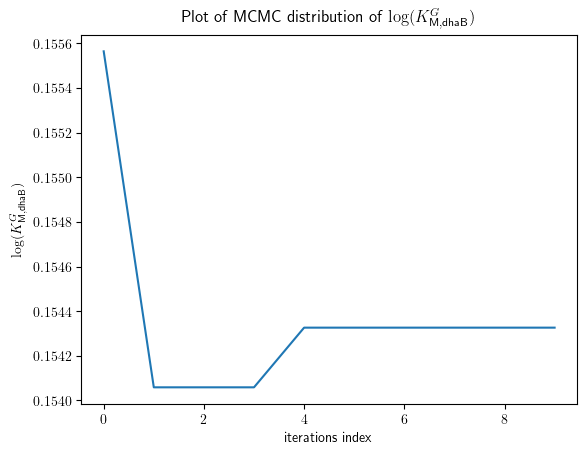 Plot of MCMC distribution of log(K^G_M,dhaB)
0.1556
0.1554
0.1552
0.1550
0.1548
0.1546
0.1544
0.1542
0.1540
log(K^G_M,dhaB)
0 2 4 6 8
iterations index